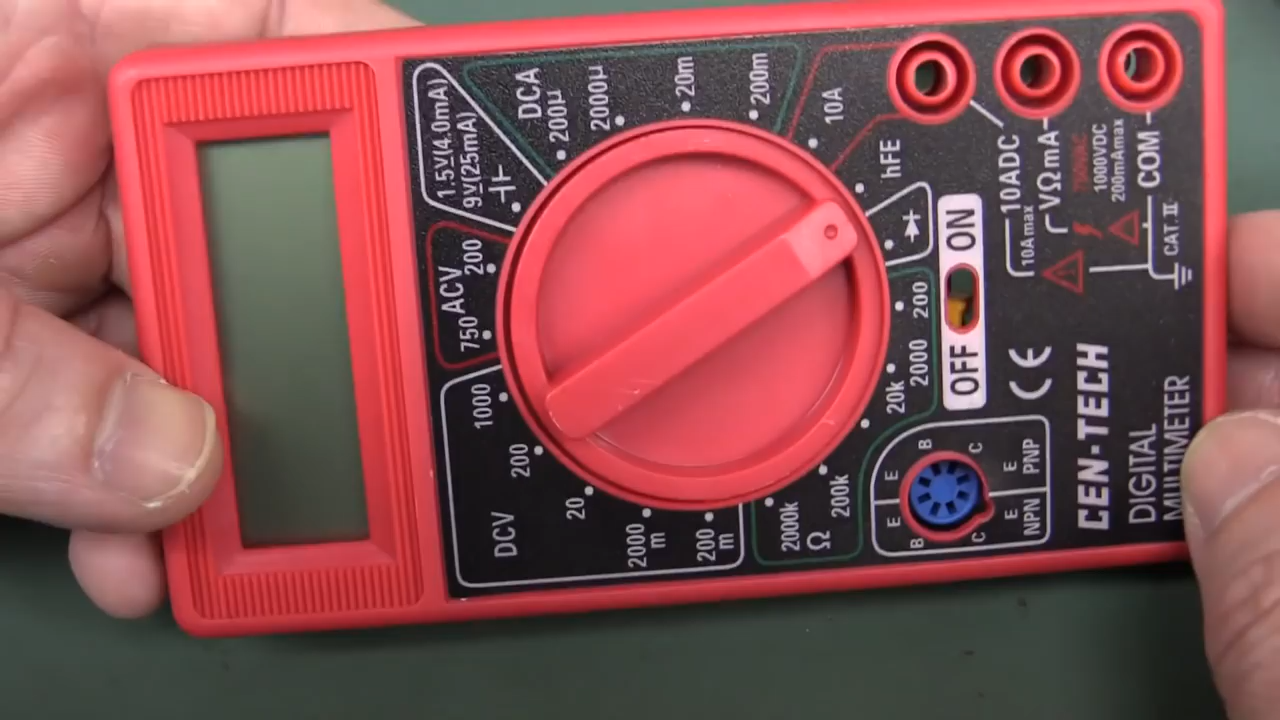 1.5V(4.0mA)
9V(25mA)
DCA
200µ
2000µ
20m
200m
10A
hFE
200
2000
20k
200k
2000k
Ω
200
m
2000
m
20
200
1000
DCV
750
ACV
200
OFF ON
10ADC
10A max
VΩmA
750VAC
1000VDC
200mA max
COM
CAT. II
CE
E B C
E
PNP
E
B C
E
NPN
CEN-TECH
DIGITAL
MULTIMETER